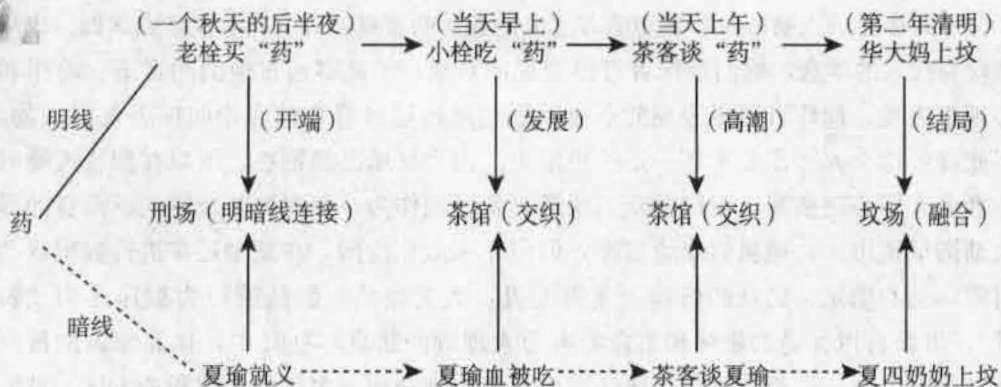 （一个秋天的后半夜 （当天早上） （当天上午） （第二年清明）
老栓买“药” 小栓吃“药” 茶客谈“药” 华大妈上坟
明线 （开端） （发展） （高潮） （结局）
药 刑场（明暗线连接） 茶馆（交织） 茶馆（交织） 坟场（融合）
暗线
夏瑜就义 夏瑜血被吃 茶客谈夏瑜 夏四奶奶上坟